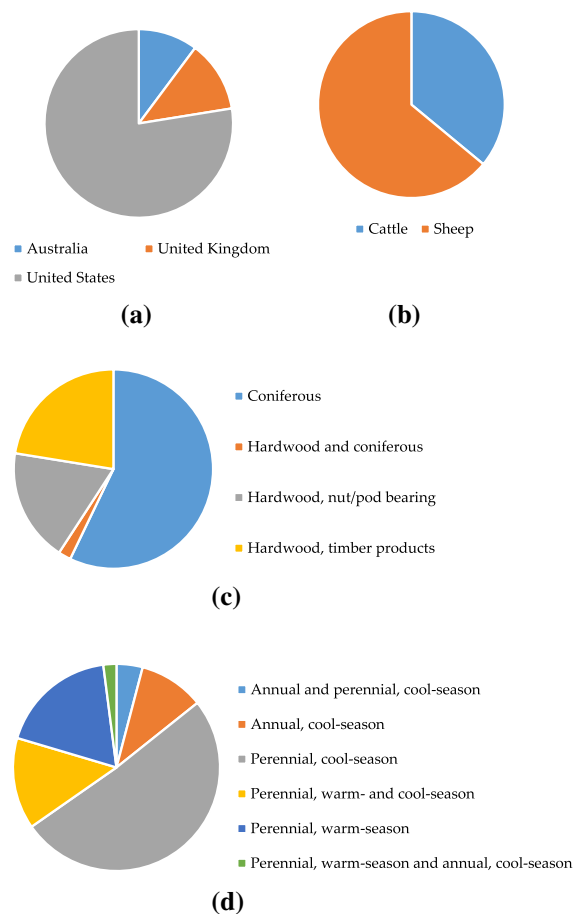 Australia
United Kingdom
United States
(a)
Cattle
Sheep
(b)
Coniferous
Hardwood and coniferous
Hardwood, nut/pod bearing
Hardwood, timber products
(c)
Annual and perennial, cool-season
Annual, cool-season
Perennial, cool-season
Perennial, warm- and cool-season
Perennial, warm-season
Perennial, warm-season and annual, cool-season
(d)